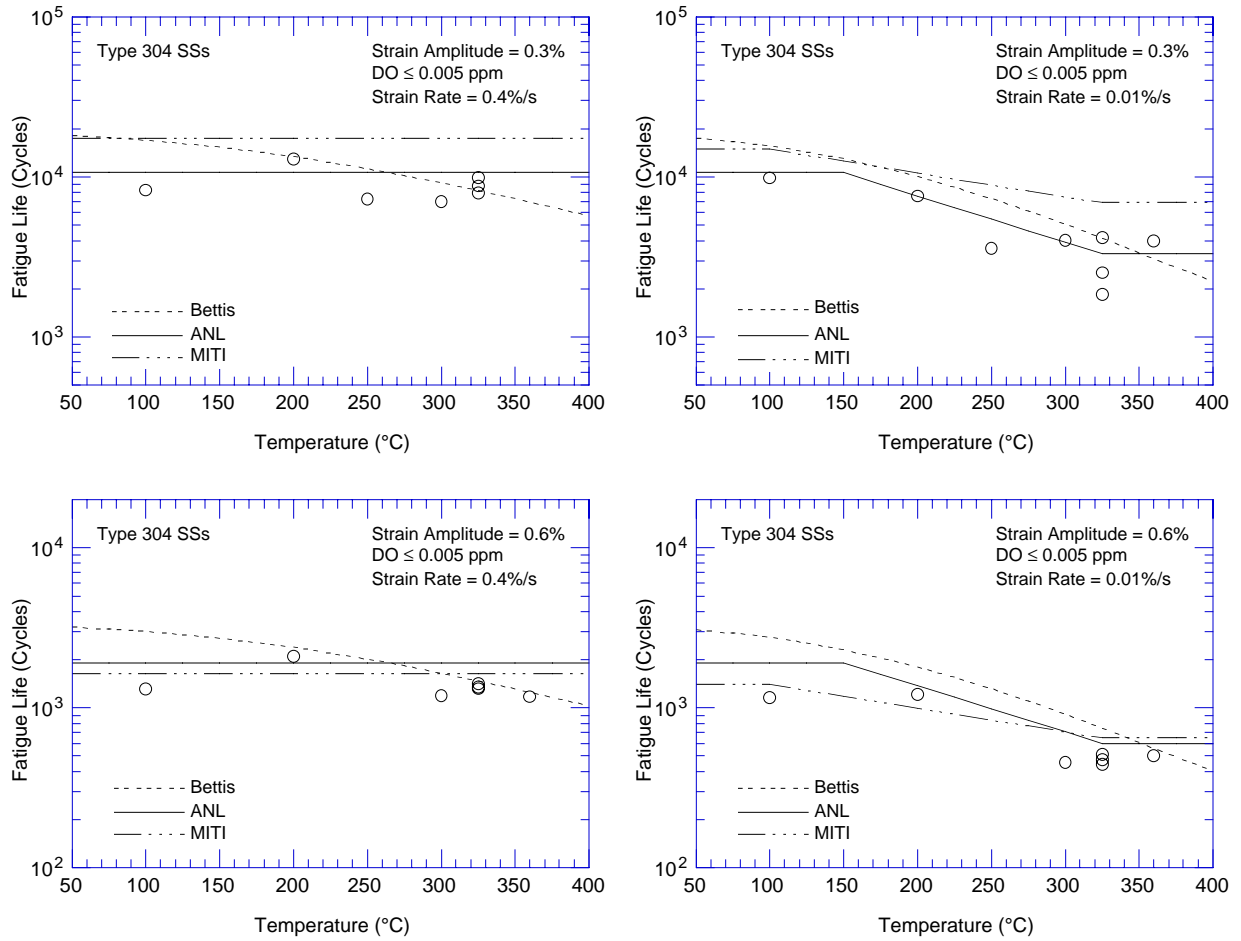 10^5
10^4
10^3
Fatigue Life (Cycles)
Type 304 SSs
Strain Amplitude = 0.3%
DO ≤ 0.005 ppm
Strain Rate = 0.4%/s
Bettis
ANL
MITI
50 100 150 200 250 300 350 400
Temperature (°C)
10^5
10^4
10^3
Fatigue Life (Cycles)
Type 304 SSs
Strain Amplitude = 0.3%
DO ≤ 0.005 ppm
Strain Rate = 0.01%/s
Bettis
ANL
MITI
50 100 150 200 250 300 350 400
Temperature (°C)
10^4
10^3
10^2
Fatigue Life (Cycles)
Type 304 SSs
Strain Amplitude = 0.6%
DO ≤ 0.005 ppm
Strain Rate = 0.4%/s
Bettis
ANL
MITI
50 100 150 200 250 300 350 400
Temperature (°C)
10^4
10^3
10^2
Fatigue Life (Cycles)
Type 304 SSs
Strain Amplitude = 0.6%
DO ≤ 0.005 ppm
Strain Rate = 0.01%/s
Bettis
ANL
MITI
50 100 150 200 250 300 350 400
Temperature (°C)